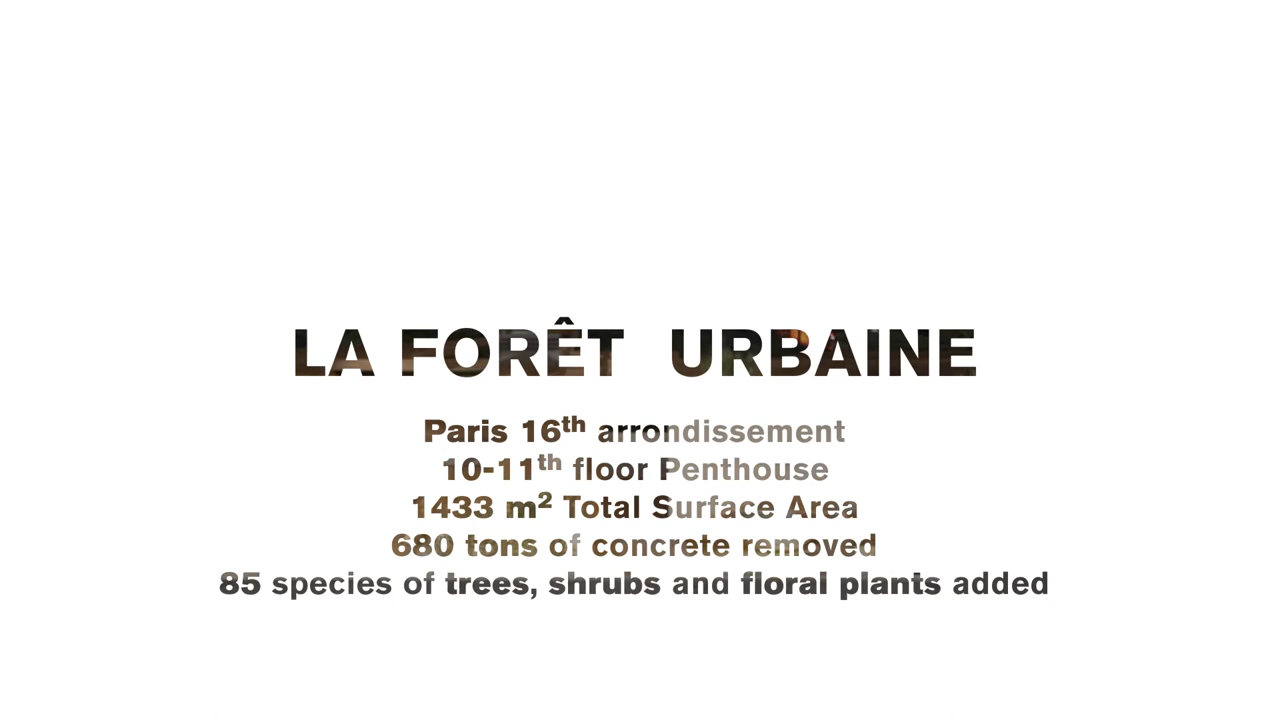 LA FORÊT URBAINE
Paris 16th arrondissement
10-11th floor Penthouse
1433 m² Total Surface Area
680 tons of concrete removed
85 species of trees, shrubs and floral plants added